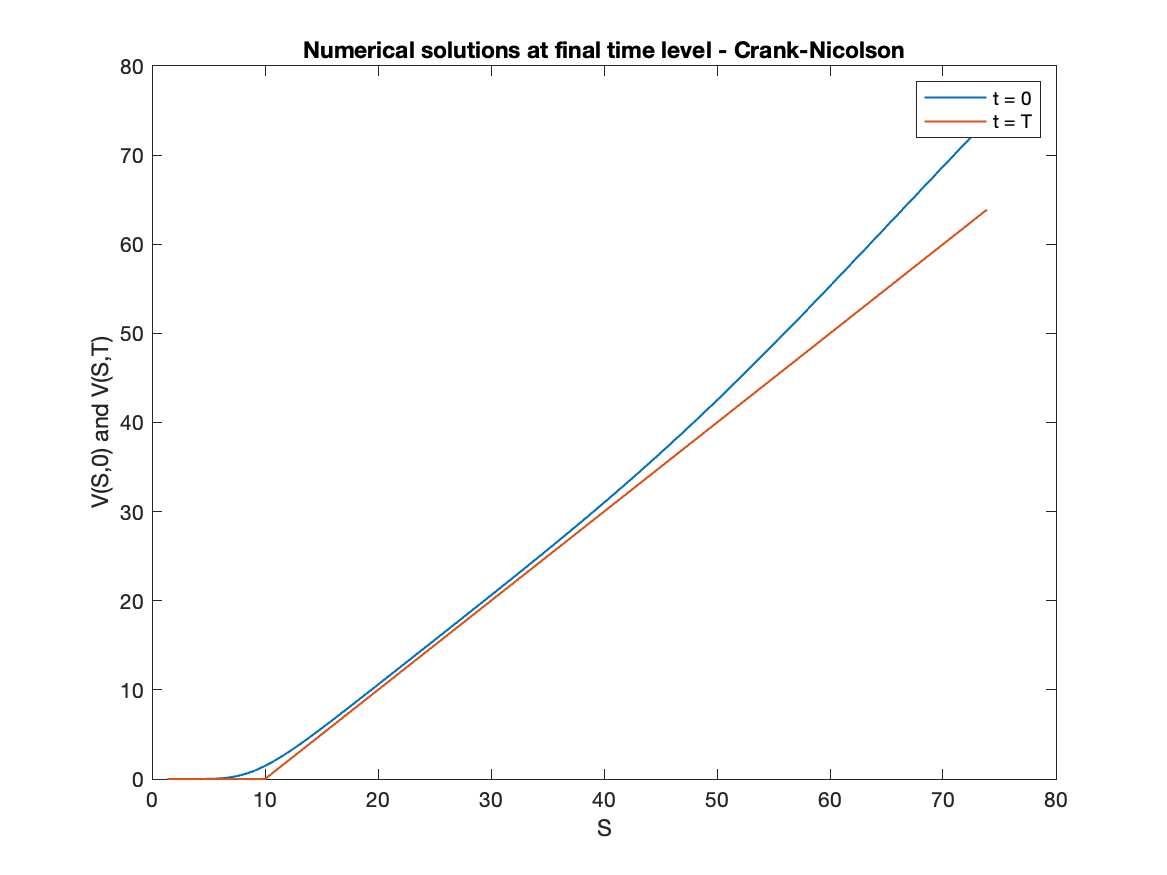 Numerical solutions at final time level - Crank-Nicolson
80
70
60
50
40
30
20
10
0
V(S,0) and V(S,T)
t = 0
t = T
0 10 20 30 40 50 60 70 80
S